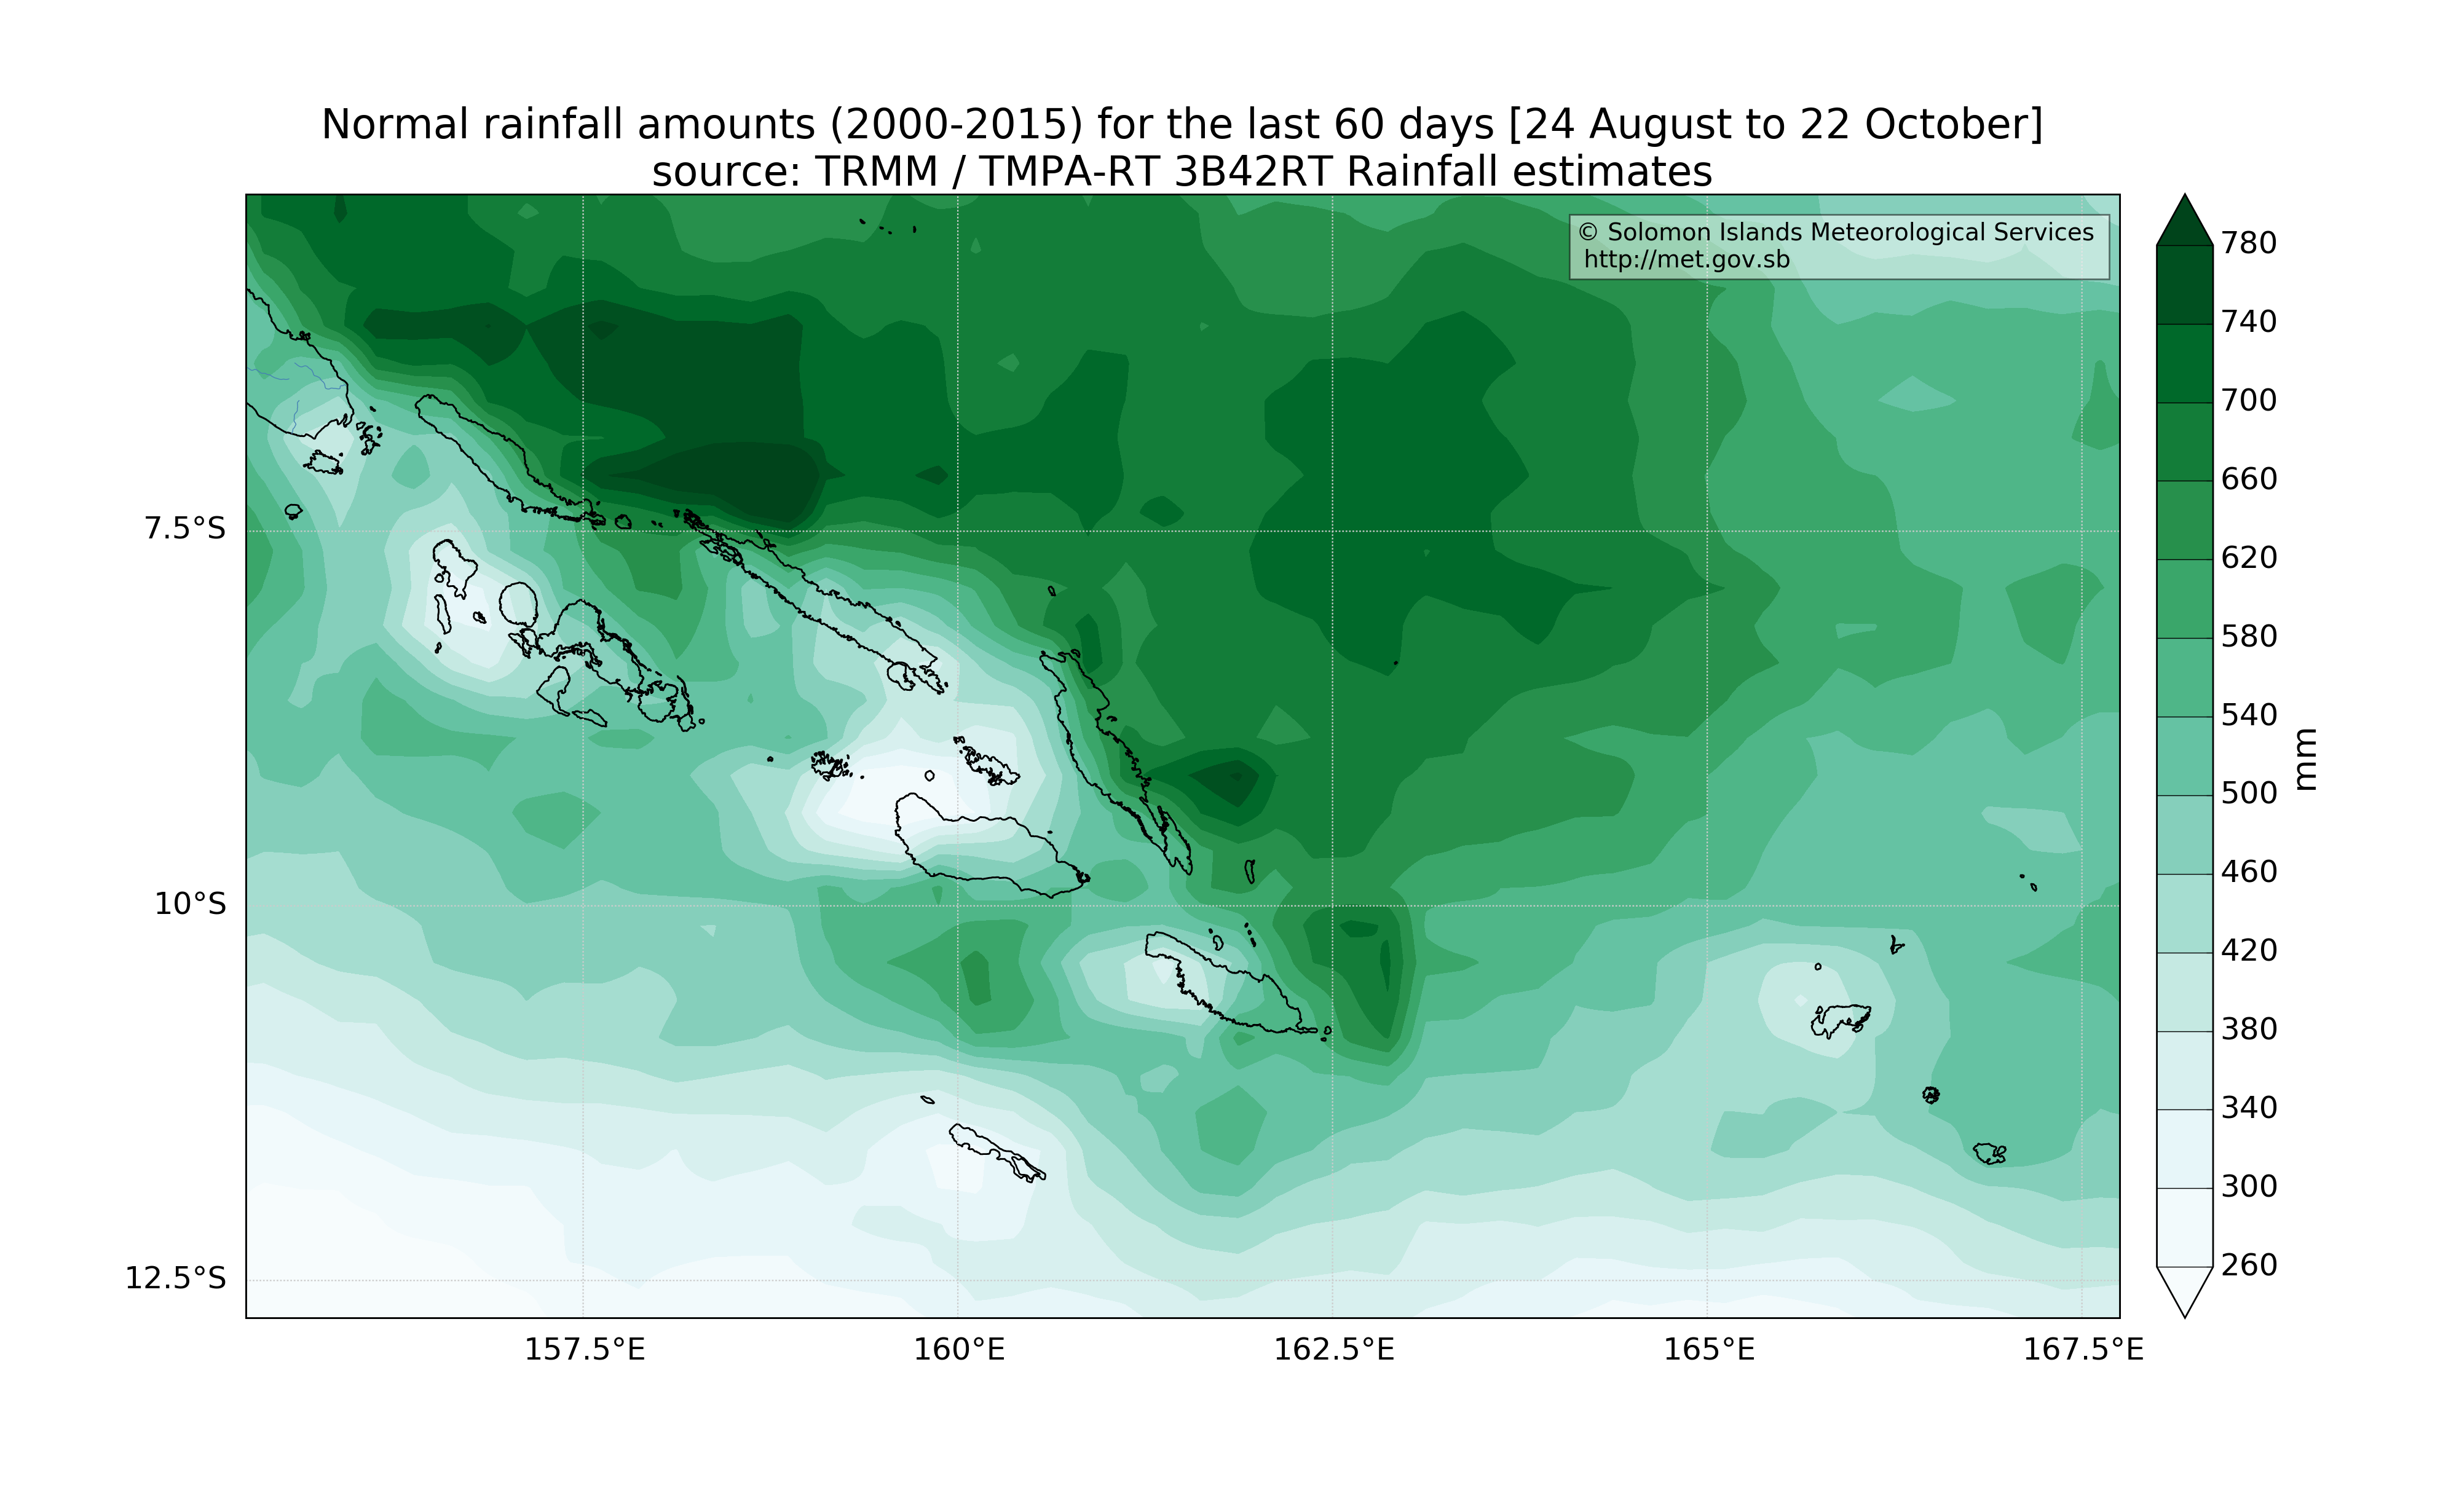 Normal rainfall amounts (2000-2015) for the last 60 days [24 August to 22 October]
source: TRMM / TMPA-RT 3B42RT Rainfall estimates
© Solomon Islands Meteorological Services
http://met.gov.sb
7.5°S
10°S
12.5°S
157.5°E
160°E
162.5°E
165°E
167.5°E
780
740
700
660
620
580
540
500
460
420
380
340
300
260
mm